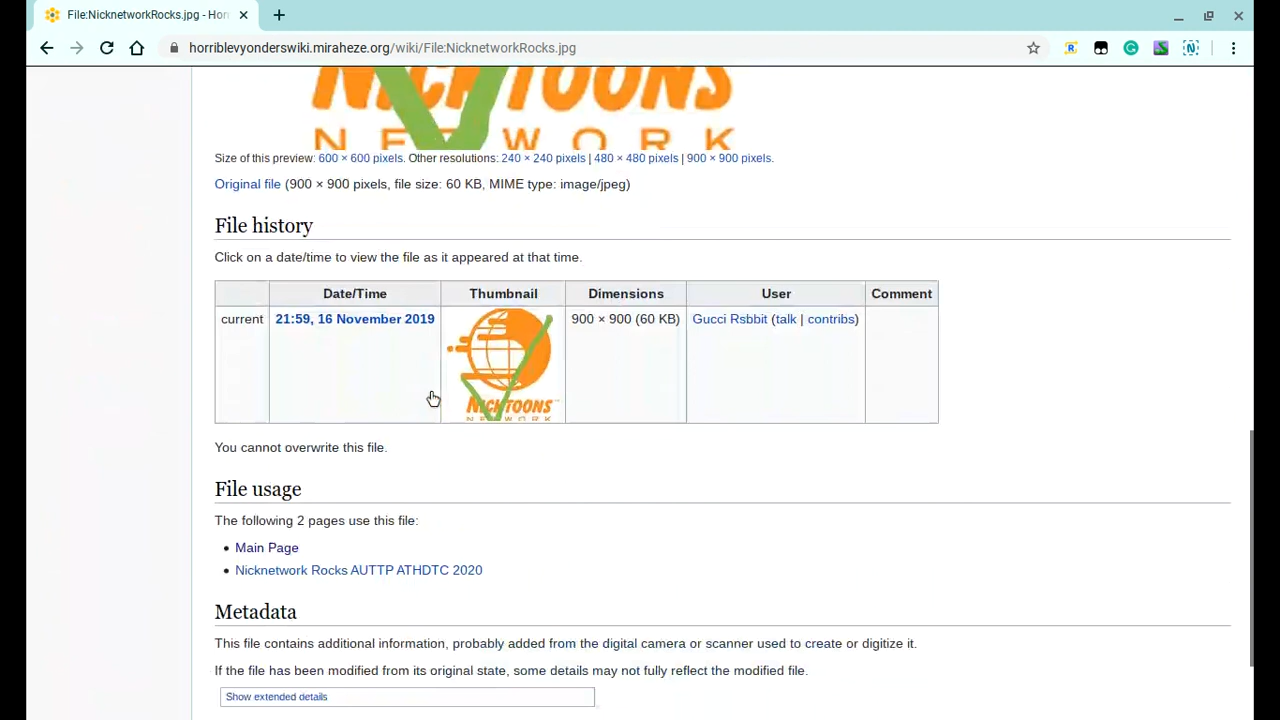 File:NicknetworkRocks.jpg - Hor
horriblevyonderswiki.miraheze.org/wiki/File:NicknetworkRocks.jpg
NICKTOONS
NETWORK
Size of this preview: 600 × 600 pixels. Other resolutions: 240 × 240 pixels | 480 × 480 pixels | 900 × 900 pixels.
Original file (900 × 900 pixels, file size: 60 KB, MIME type: image/jpeg)
File history
Click on a date/time to view the file as it appeared at that time.
Date/Time Thumbnail Dimensions User Comment
current 21:59, 16 November 2019 900 × 900 (60 KB) Gucci Rsbbit (talk | contribs)
NICKTOONS
NETWORK
You cannot overwrite this file.
File usage
The following 2 pages use this file:
• Main Page
• Nicknetwork Rocks AUTTP ATHDTC 2020
Metadata
This file contains additional information, probably added from the digital camera or scanner used to create or digitize it.
If the file has been modified from its original state, some details may not fully reflect the modified file.
Show extended details